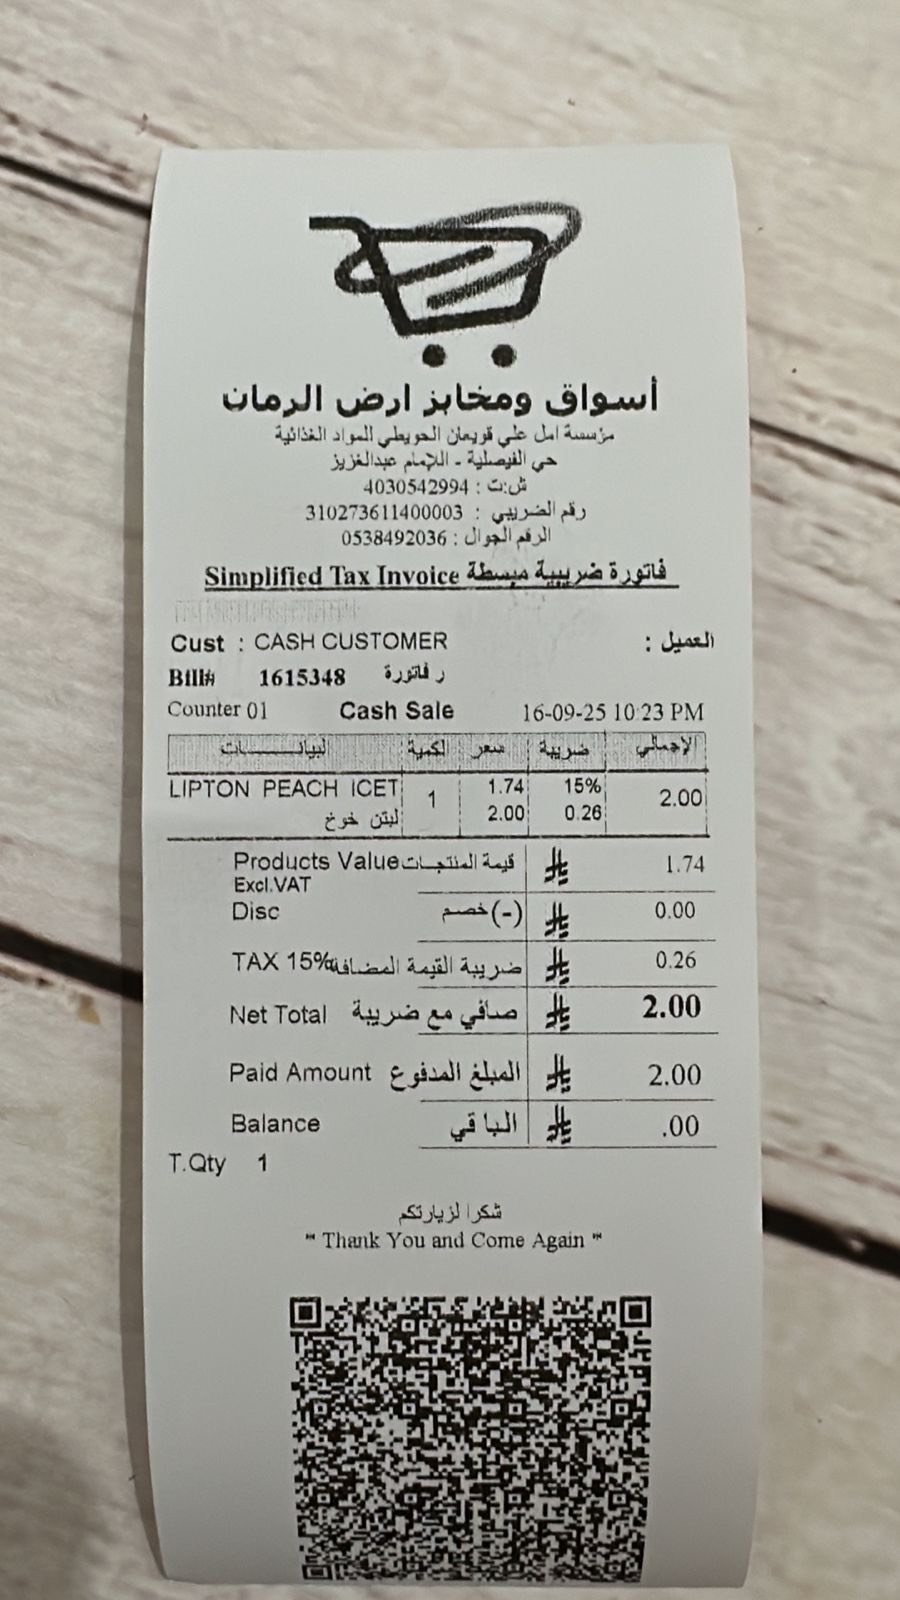 أسواق ومخابز ارض الرمان
مؤسسة امل علي قويعان الحويطي للمواد الغذائية
حي الفيصلية - الإمام عبدالعزيز
س:ت : 4030542994
رقم الضريبي : 310273611400003
الرقم الجوال : 0538492036
Simplified Tax Invoice فاتورة ضريبية مبسطة
Cust : CASH CUSTOMER العميل :
Bill# 1615348 ر فاتورة
Counter 01 Cash Sale 16-09-25 10:23 PM
لبيانــــات لكمية سعر ضريبة الإجمالي
LIPTON PEACH ICET 1 1.74 15% 2.00
لبتن خوخ 2.00 0.26
Products Value قيمة المنتجات 1.74
Excl.VAT
Disc (-) خصم 0.00
TAX 15% ضريبة القيمة المضافة 0.26
Net Total صافي مع ضريبة 2.00
Paid Amount المبلغ المدفوع 2.00
Balance البا قي .00
T.Qty 1
شكرا لزيارتكم
" Thank You and Come Again "